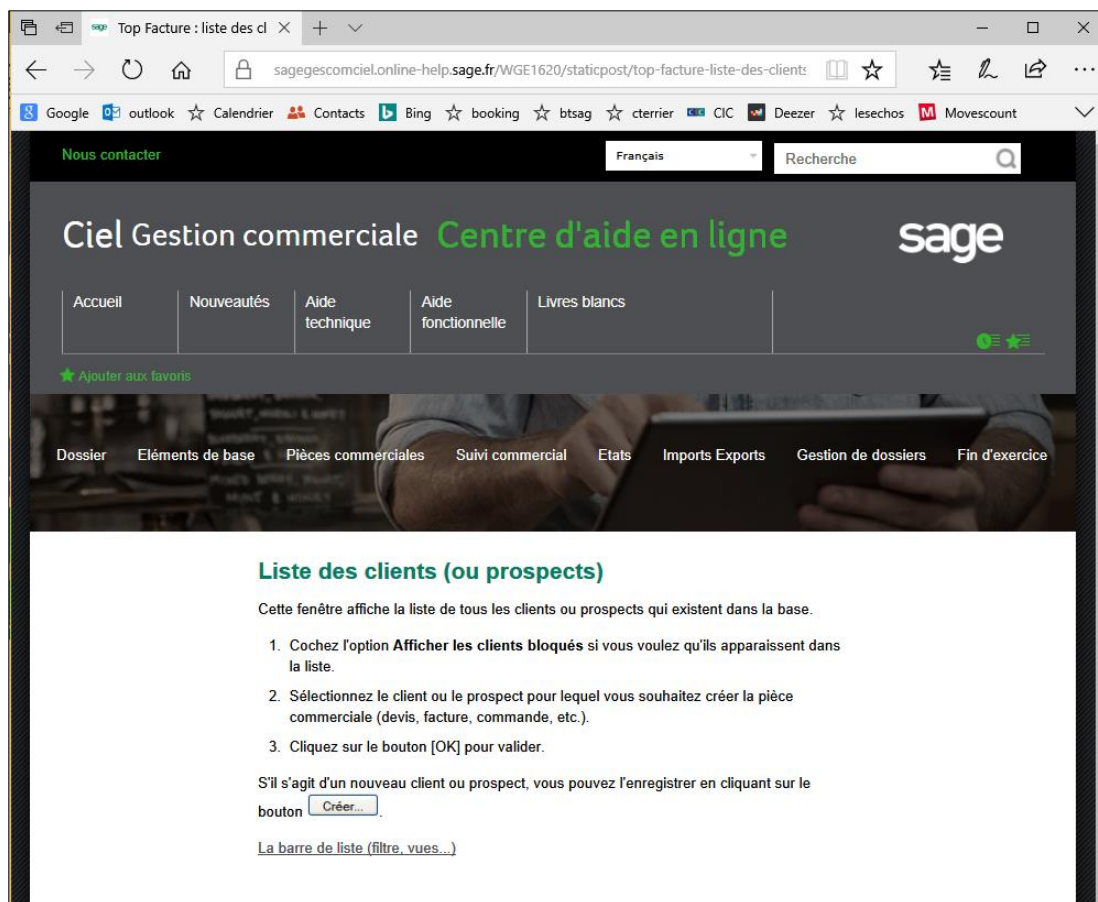 sage Top Facture : liste des cl
sagegescomciel.online-help.sage.fr/WGE1620/staticpost/top-facture-liste-des-clients
Google outlook Calendrier Contacts Bing booking btsag cterrier CIC Deezer lesechos Movescount
Nous contacter Français Recherche
Ciel Gestion commerciale Centre d'aide en ligne sage
Accueil Nouveautés Aide technique Aide fonctionnelle Livres blancs
Ajouter aux favoris
Dossier Eléments de base Pièces commerciales Suivi commercial Etats Imports Exports Gestion de dossiers Fin d'exercice
Liste des clients (ou prospects)
Cette fenêtre affiche la liste de tous les clients ou prospects qui existent dans la base.
1. Cochez l'option Afficher les clients bloqués si vous voulez qu'ils apparaissent dans
la liste.
2. Sélectionnez le client ou le prospect pour lequel vous souhaitez créer la pièce
commerciale (devis, facture, commande, etc.).
3. Cliquez sur le bouton [OK] pour valider.
S'il s'agit d'un nouveau client ou prospect, vous pouvez l'enregistrer en cliquant sur le
bouton Créer... .
La barre de liste (filtre, vues...)